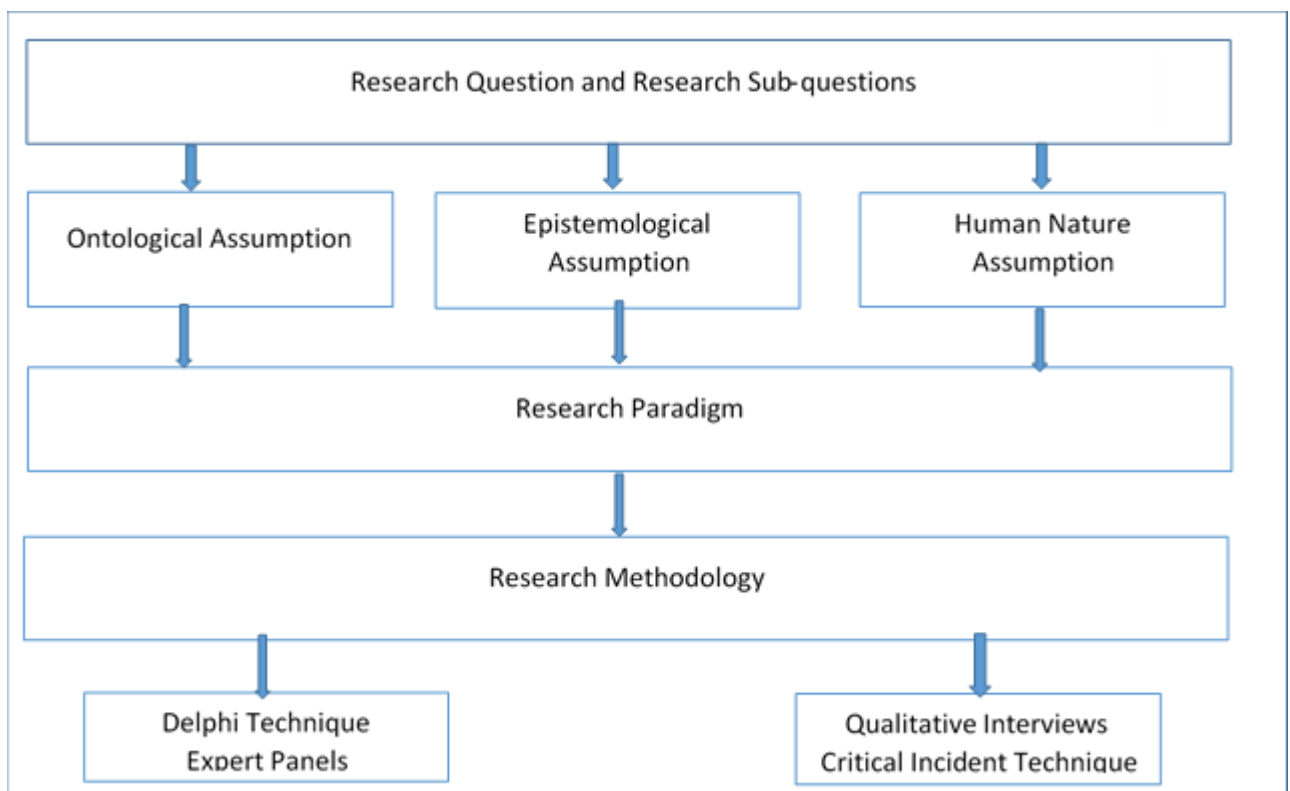 Research Question and Research Sub-questions
Ontological Assumption
Epistemological
Assumption
Human Nature
Assumption
Research Paradigm
Research Methodology
Delphi Technique
Expert Panels
Qualitative Interviews
Critical Incident Technique